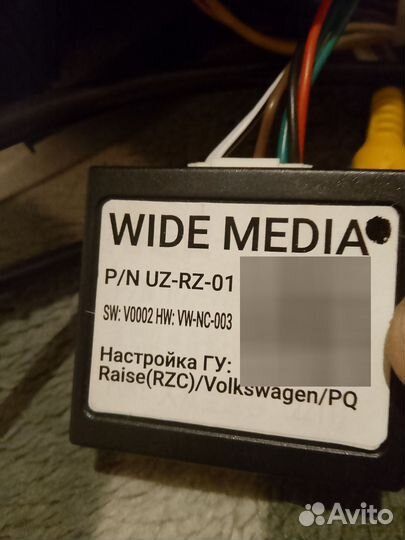 WIDE MEDIA
P/N UZ-RZ-01
SW: V0002 HW: VW-NC-003
Настройка ГУ:
Raise(RZC)/Volkswagen/PQ
Avito